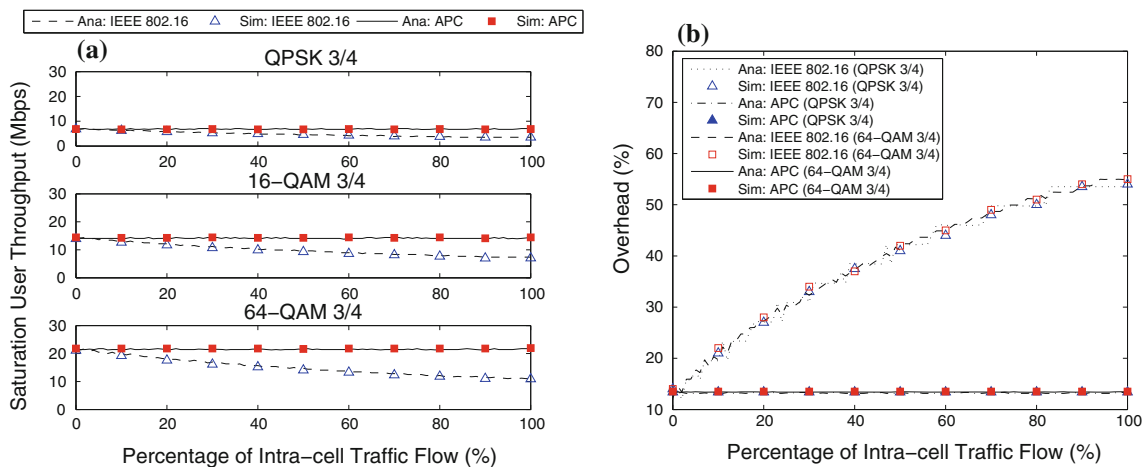 Ana: IEEE 802.16 Sim: IEEE 802.16 Ana: APC Sim: APC
(a)
QPSK 3/4
30
20
10
0
0 20 40 60 80 100
16−QAM 3/4
30
20
10
0
0 20 40 60 80 100
64−QAM 3/4
30
20
10
0
0 20 40 60 80 100
Saturation User Throughput (Mbps)
Percentage of Intra−cell Traffic Flow (%)
(b)
Ana: IEEE 802.16 (QPSK 3/4)
Sim: IEEE 802.16 (QPSK 3/4)
Ana: APC (QPSK 3/4)
Sim: APC (QPSK 3/4)
Ana: IEEE 802.16 (64−QAM 3/4)
Sim: IEEE 802.16 (64−QAM 3/4)
Ana: APC (64−QAM 3/4)
Sim: APC (64−QAM 3/4)
80
70
60
50
40
30
20
10
0 20 40 60 80 100
Overhead (%)
Percentage of Intra−cell Traffic Flow (%)